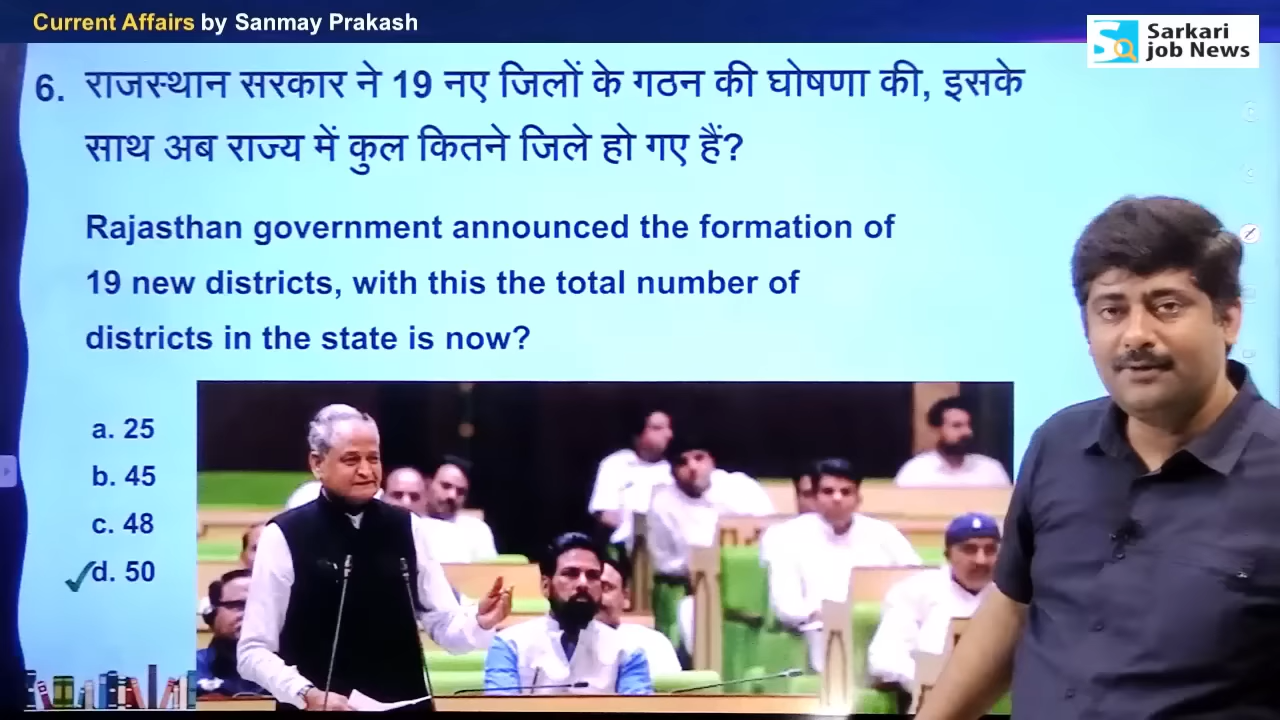 Current Affairs by Sanmay Prakash
Sarkari
job News
6. राजस्थान सरकार ने 19 नए जिलों के गठन की घोषणा की, इसके
साथ अब राज्य में कुल कितने जिले हो गए हैं?
Rajasthan government announced the formation of
19 new districts, with this the total number of
districts in the state is now?
a. 25
b. 45
c. 48
d. 50